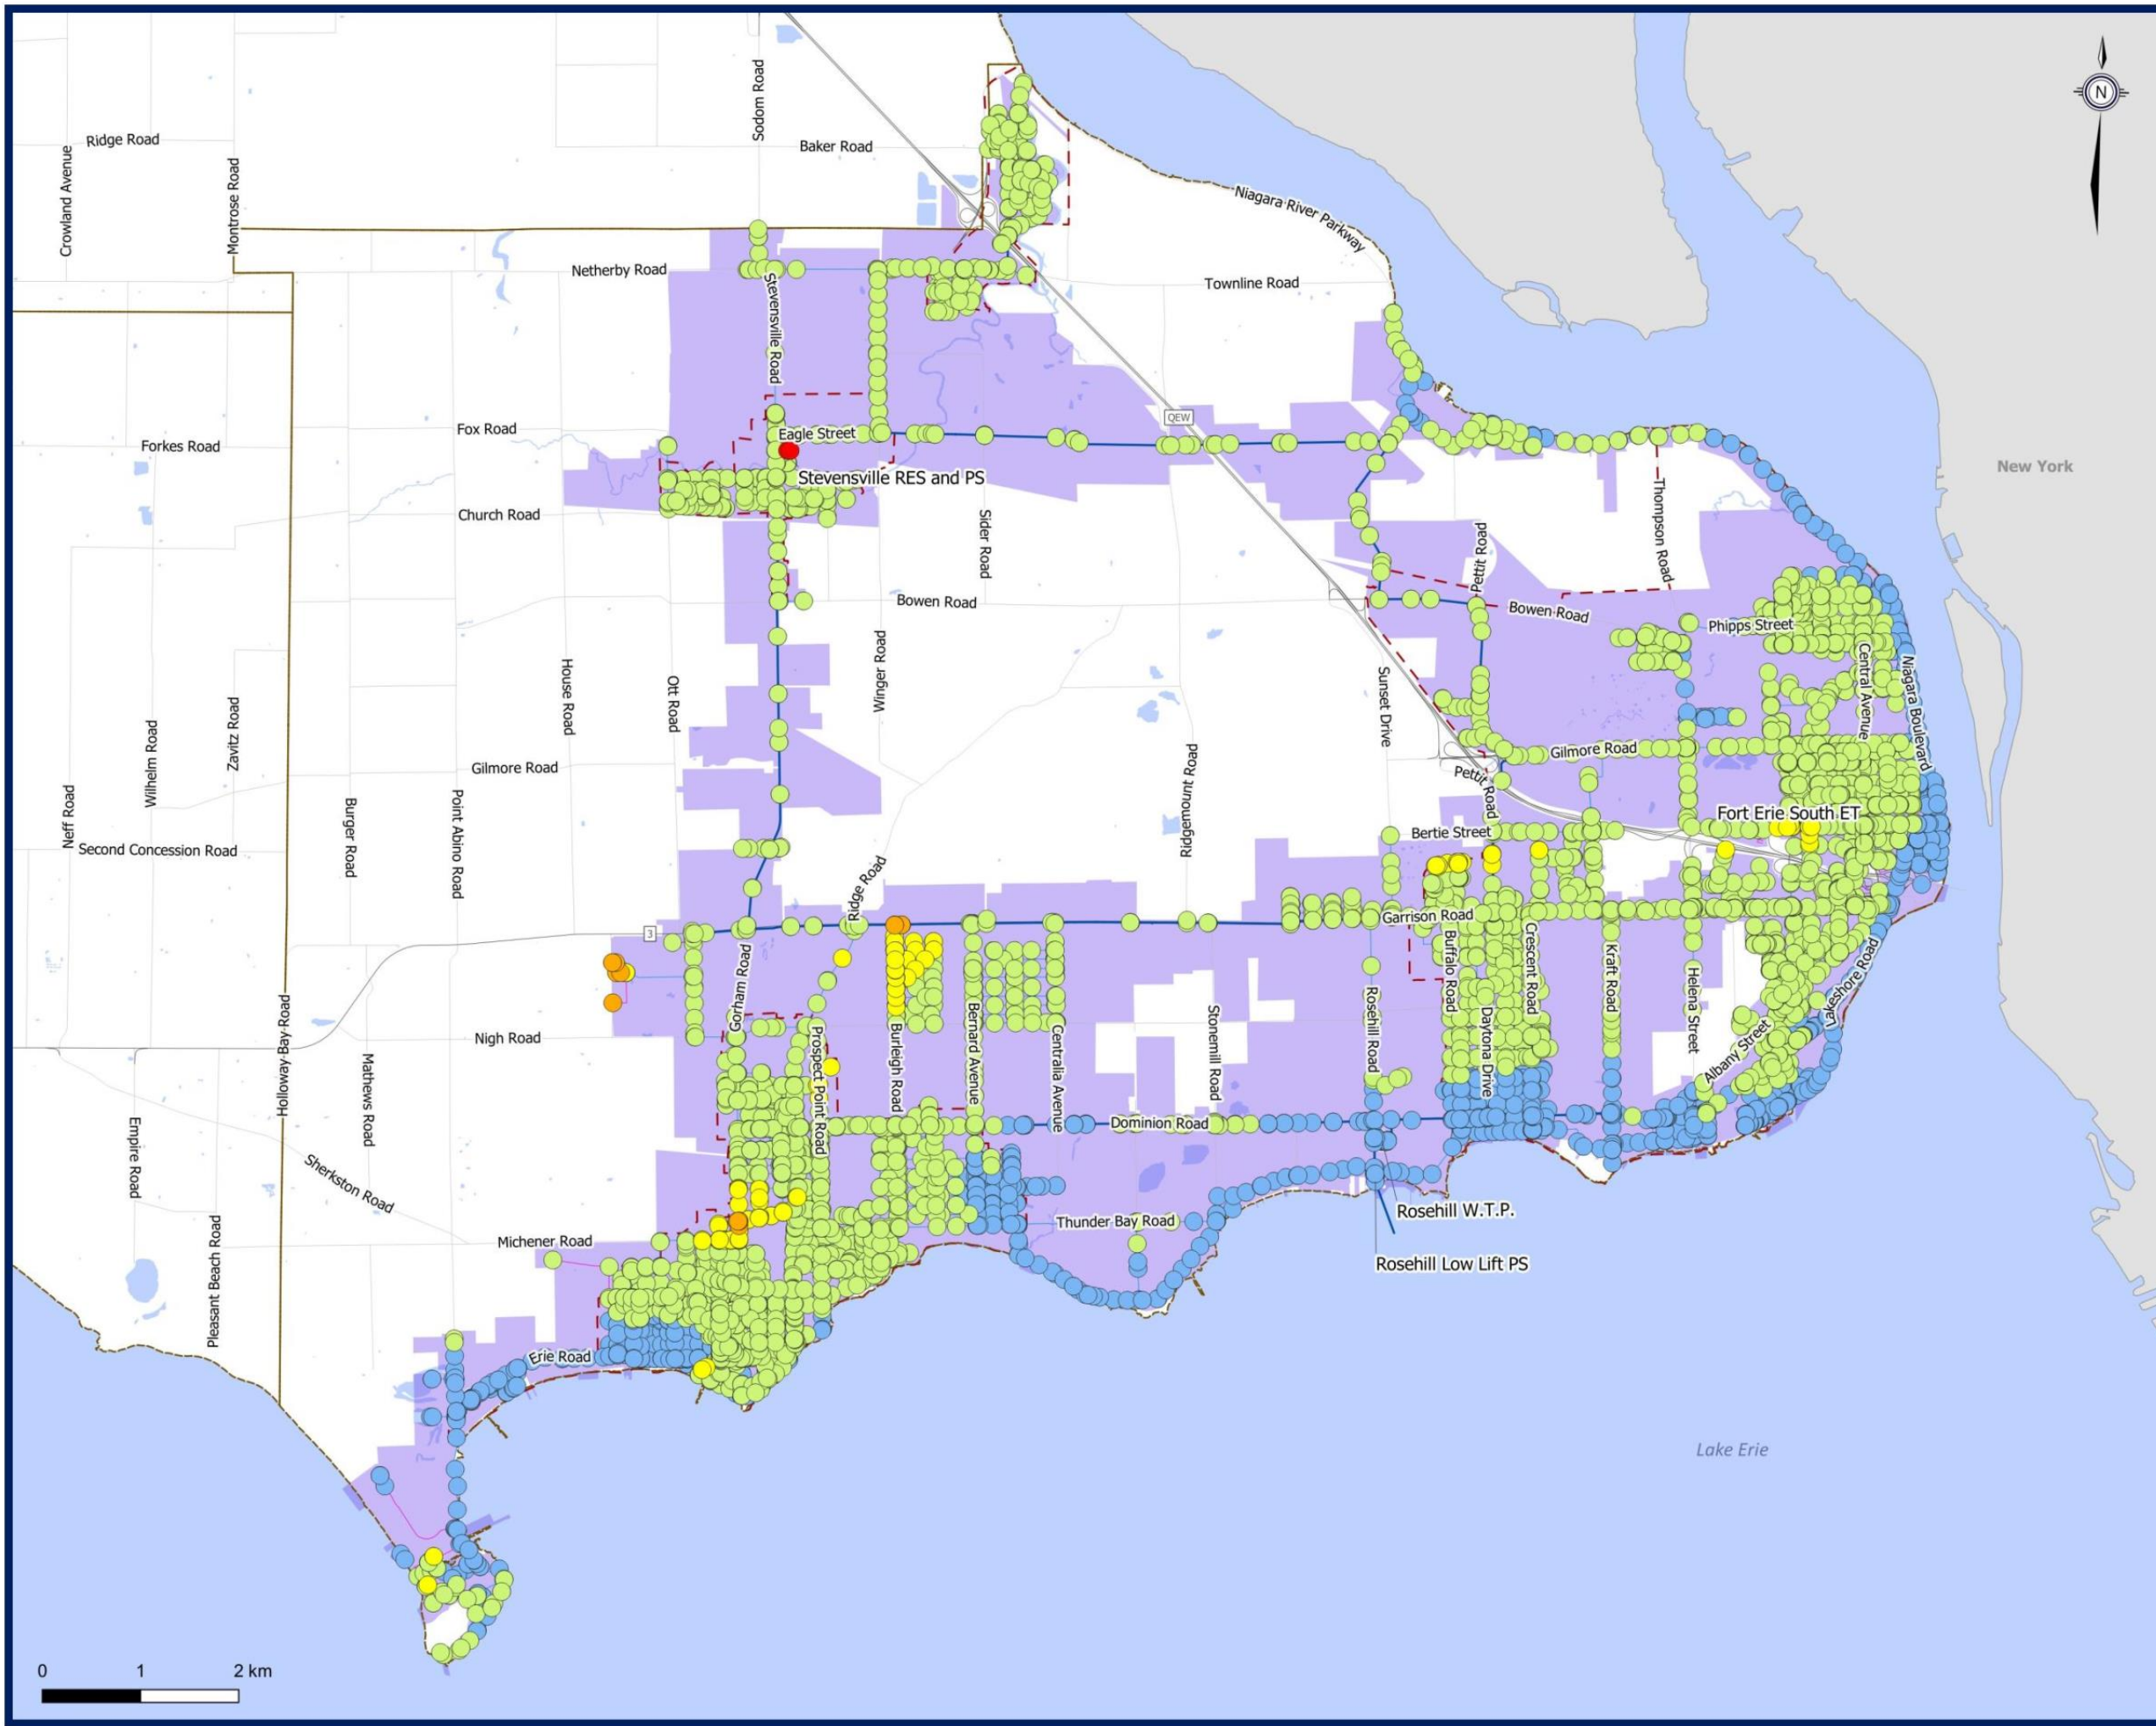 N
Sodom Road
Ridge Road
Baker Road
Crowland Avenue
Montrose Road
Niagara River Parkway
Netherby Road
Townline Road
Stevensville Road
QEW
Fox Road
Eagle Street
Forkes Road
Stevensville RES and PS
New York
Church Road
Sider Road
Thompson Road
Pettit Road
Bowen Road
Bowen Road
Phipps Street
House Road
Ott Road
Winger Road
Sunset Drive
Central Avenue
Niagara Boulevard
Zavitz Road
Wilhelm Road
Gilmore Road
Gilmore Road
Ridgemount Road
Pettit Road
Neff Road
Burger Road
Point Abino Road
Fort Erie South ET
Bertie Street
Second Concession Road
Ridge Road
Garrison Road
3
Gorham Road
Buffalo Road
Crescent Road
Kraft Road
Helena Street
Lakeshore Road
Holloway Bay Road
Nigh Road
Prospect Point Road
Burleigh Road
Bernard Avenue
Centralia Avenue
Stonemill Road
Rosehill Road
Daytona Drive
Albany Street
Mathews Road
Empire Road
Dominion Road
Sherkston Road
Pleasant Beach Road
Michener Road
Thunder Bay Road
Rosehill W.T.P.
Rosehill Low Lift PS
Erie Road
Lake Erie
0 1 2 km